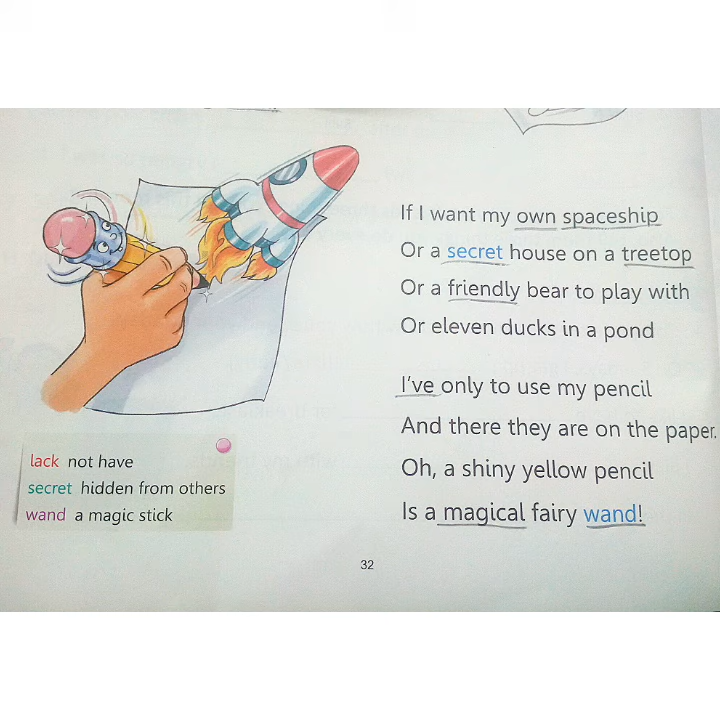 If I want my own spaceship
Or a secret house on a treetop
Or a friendly bear to play with
Or eleven ducks in a pond
I've only to use my pencil
And there they are on the paper.
Oh, a shiny yellow pencil
Is a magical fairy wand!
lack not have
secret hidden from others
wand a magic stick
32